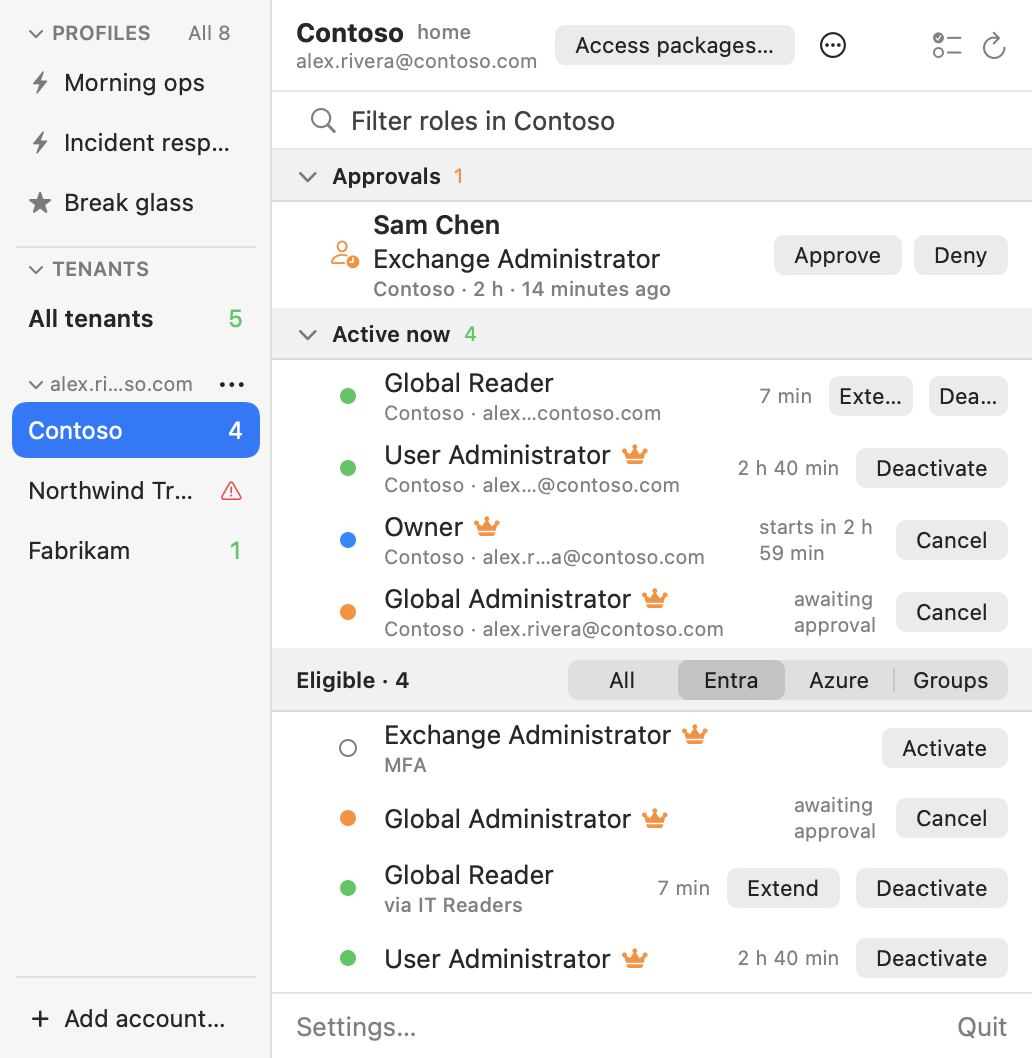 PROFILES All 8
Morning ops
Incident resp...
Break glass
TENANTS
All tenants 5
alex.ri...so.com
Contoso 4
Northwind Tr...
Fabrikam 1
+ Add account...
Contoso home
alex.rivera@contoso.com
Access packages...
Filter roles in Contoso
Approvals 1
Sam Chen
Exchange Administrator
Contoso · 2 h · 14 minutes ago
Approve Deny
Active now 4
Global Reader
Contoso · alex...contoso.com
7 min Exte... Dea...
User Administrator
Contoso · alex...@contoso.com
2 h 40 min Deactivate
Owner
Contoso · alex.r...a@contoso.com
starts in 2 h
59 min
Cancel
Global Administrator
Contoso · alex.rivera@contoso.com
awaiting
approval
Cancel
Eligible · 4 All Entra Azure Groups
Exchange Administrator
MFA
Activate
Global Administrator
awaiting
approval
Cancel
Global Reader
via IT Readers
7 min Extend Deactivate
User Administrator 2 h 40 min Deactivate
Settings... Quit